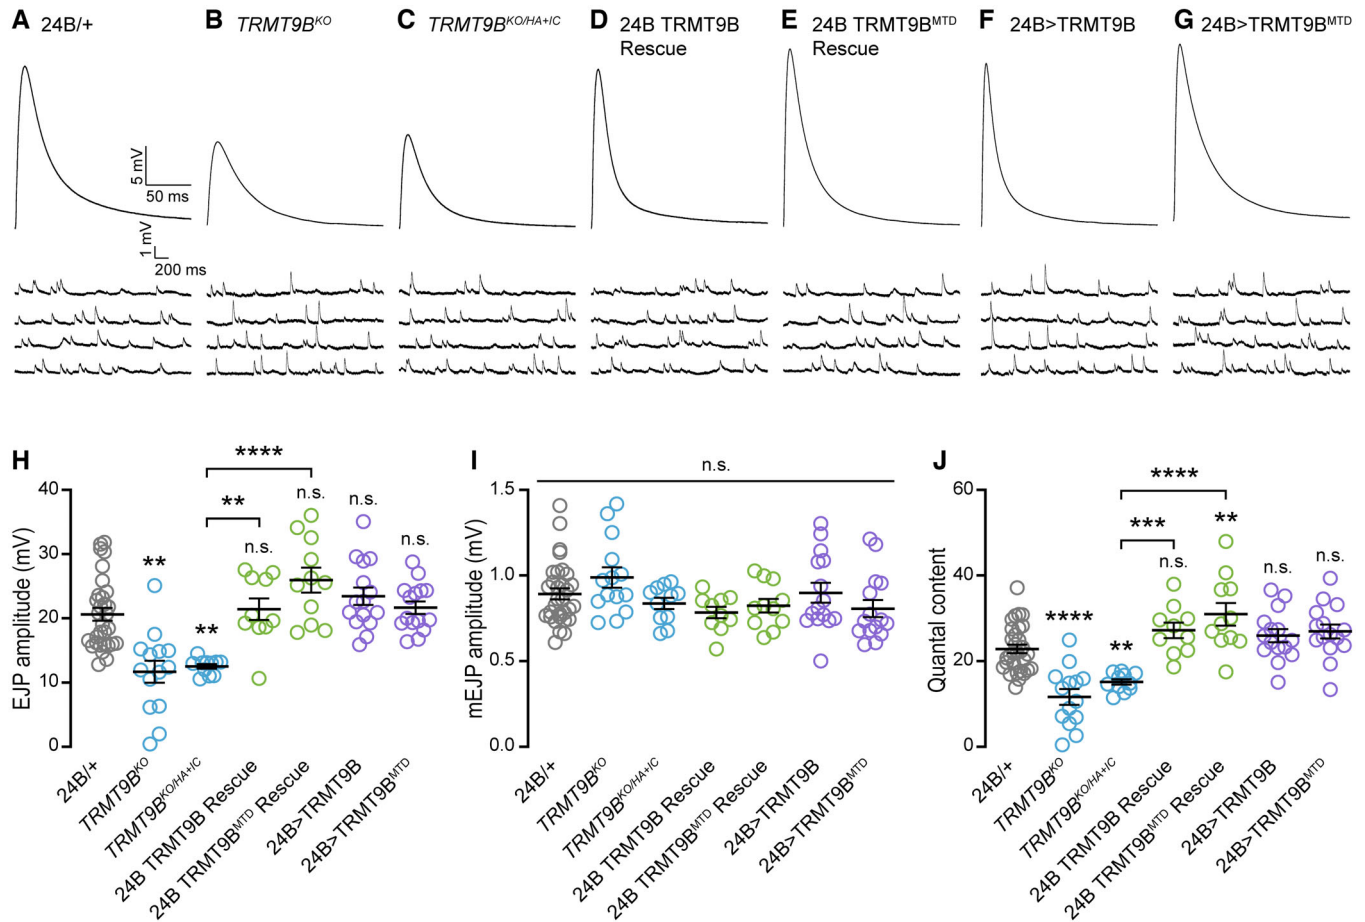 A 24B/+
B TRMT9B^KO
C TRMT9B^KO/HA+IC
D 24B TRMT9B
Rescue
E 24B TRMT9B^MTD
Rescue
F 24B>TRMT9B
G 24B>TRMT9B^MTD
5 mV
50 ms
1 mV
200 ms
H
****
**
n.s.
n.s.
n.s.
n.s.
**
**
40
30
20
10
0
EJP amplitude (mV)
24B/+
TRMT9B^KO
TRMT9B^KO/HA+IC
24B TRMT9B Rescue
24B TRMT9B^MTD Rescue
24B> TRMT9B
24B> TRMT9B^MTD
I
n.s.
1.5
1.0
0.5
0.0
mEJP amplitude (mV)
24B/+
TRMT9B^KO
TRMT9B^KO/HA+IC
24B TRMT9B Rescue
24B TRMT9B^MTD Rescue
24B> TRMT9B
24B> TRMT9B^MTD
J
****
***
**
n.s.
n.s.
n.s.
****
**
60
40
20
0
Quantal content
24B/+
TRMT9B^KO
TRMT9B^KO/HA+IC
24B TRMT9B Rescue
24B TRMT9B^MTD Rescue
24B> TRMT9B
24B> TRMT9B^MTD